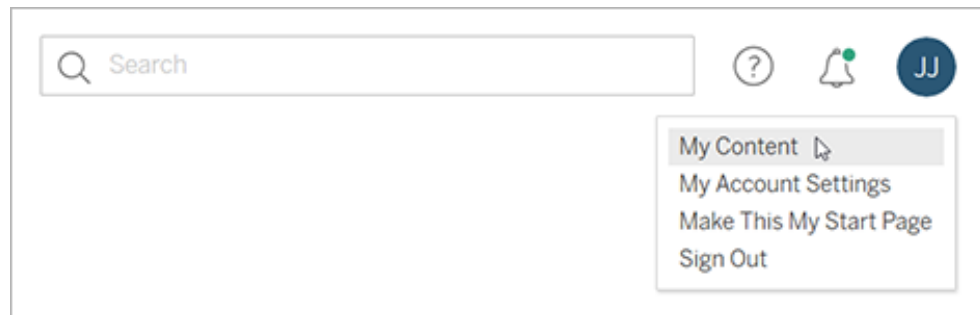 Search
?
JJ
My Content
My Account Settings
Make This My Start Page
Sign Out